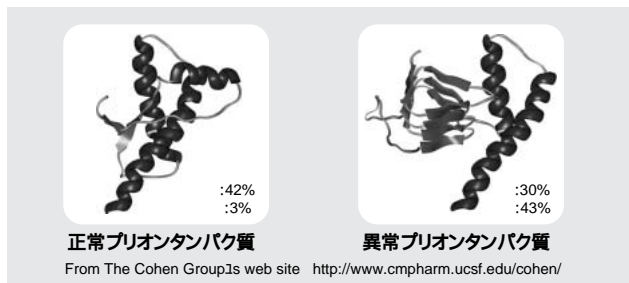 :42%
:3%
:30%
:43%
正常プリオンタンパク質
異常プリオンタンパク質
From The Cohen Group1s web site http://www.cmpharm.ucsf.edu/cohen/